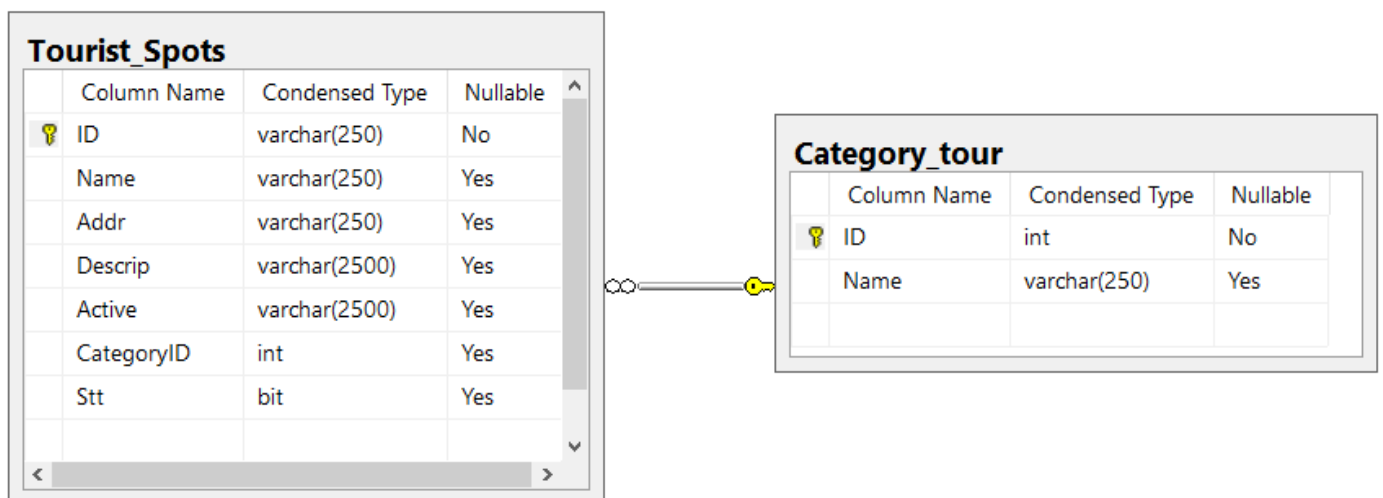 Tourist_Spots
Column Name Condensed Type Nullable
ID varchar(250) No
Name varchar(250) Yes
Addr varchar(250) Yes
Descrip varchar(2500) Yes
Active varchar(2500) Yes
CategoryID int Yes
Stt bit Yes
Category_tour
Column Name Condensed Type Nullable
ID int No
Name varchar(250) Yes